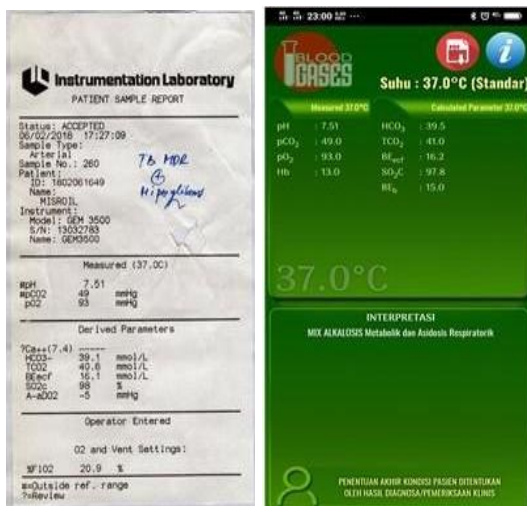 Instrumentation Laboratory
PATIENT SAMPLE REPORT
Status: ACCEPTED
06/02/2018 17:27:09
Sample Type:
Arterial
Sample No.: 260
Patient:
ID: 1802061649
Name:
MISROIL
Instrument:
Model: GEM 3500
S/N: 13032783
Name: GEM3500
TB MDR
+
Measured (37.0C)
pH 7.51
pCO2 49 mmHg
pO2 93 mmHg
Derived Parameters
?Ca++(7.4) -----
HCO3- 39.1 mmol/L
TCO2 40.6 mmol/L
BEecf 16.1 mmol/L
SO2c 98 %
A-aDO2 -5 mmHg
Operator Entered
O2 and Vent Settings:
%FIO2 20.9 %
=Outside ref. range
?=Review
23:00
BLOOD
GASES
Suhu : 37.0°C (Standar)
Measured 37.0°C
Calculated Parameter 37.0°C
pH : 7.51 HCO3 : 39.5
pCO2 : 49.0 TCO2 : 41.0
pO2 : 93.0 BEecf : 16.2
Hb : 13.0 SO2C : 97.8
BEb : 15.0
37.0°C
INTERPRETASI
MIX ALKALOSIS Metabolik dan Asidosis Respiratorik
PENENTUAN AKHIR KONDISI PASIEN DITENTUKAN
OLEH HASIL DIAGNOSA/PEMERIKSAAN KLINIS